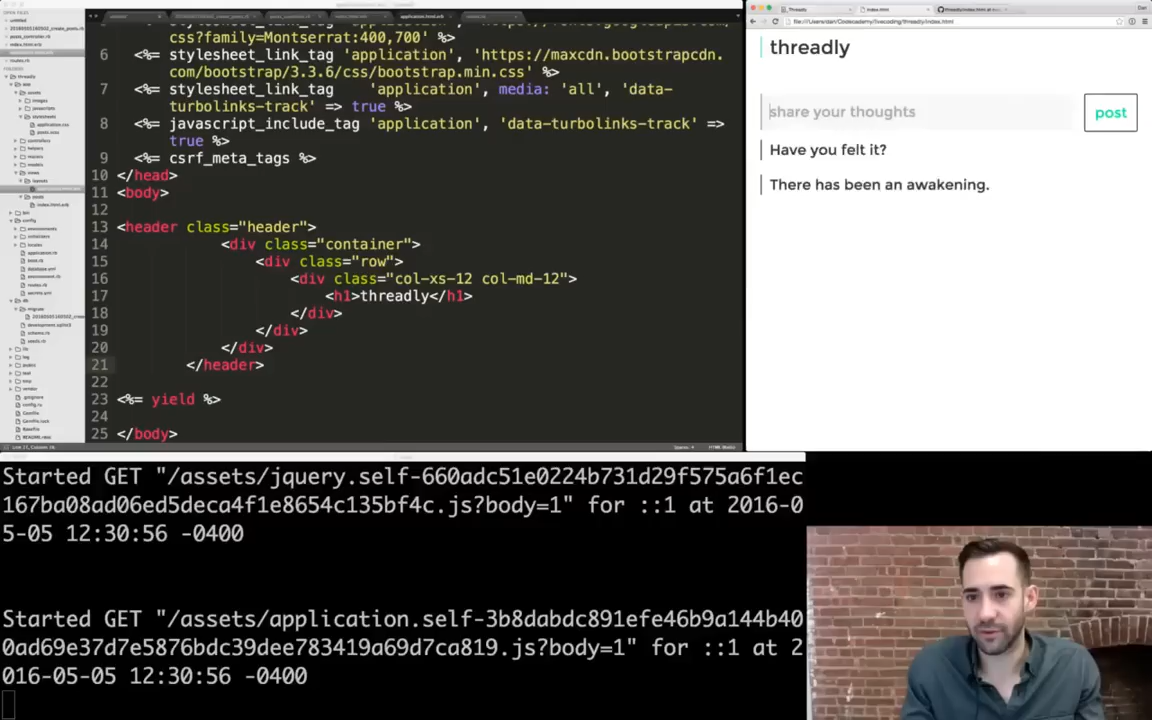 css?family=Montserrat:400,700' %>
6 <%= stylesheet_link_tag 'application', 'https://maxcdn.bootstrapcdn.
com/bootstrap/3.3.6/css/bootstrap.min.css' %>
7 <%= stylesheet_link_tag 'application', media: 'all', 'data-
turbolinks-track' => true %>
8 <%= javascript_include_tag 'application', 'data-turbolinks-track' =>
true %>
9 <%= csrf_meta_tags %>
10 </head>
11 <body>
12
13 <header class="header">
14 <div class="container">
15 <div class="row">
16 <div class="col-xs-12 col-md-12">
17 <h1>threadly</h1>
18 </div>
19 </div>
20 </div>
21 </header>
22
23 <%= yield %>
24
25 </body>
threadly
share your thoughts
post
Have you felt it?
There has been an awakening.
Started GET "/assets/jquery.self-660adc51e0224b731d29f575a6f1ec
167ba08ad06ed5deca4f1e8654c135bf4c.js?body=1" for ::1 at 2016-0
5-05 12:30:56 -0400
Started GET "/assets/application.self-3b8dabdc891efe46b9a144b40
0ad69e37d7e5876bdc39dee783419a69d7ca819.js?body=1" for ::1 at 2
016-05-05 12:30:56 -0400